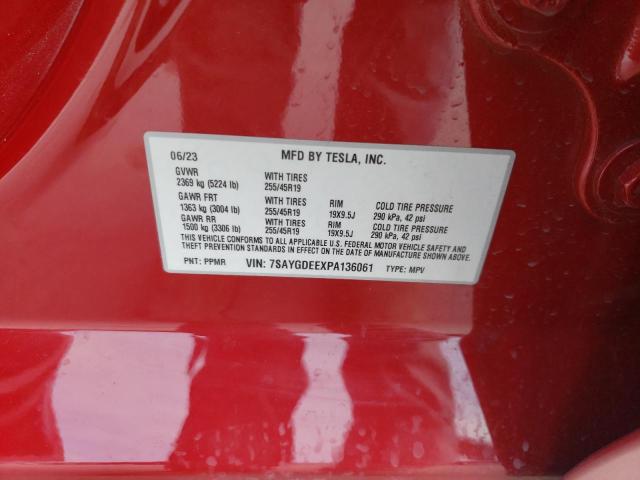 06/23 MFD BY TESLA, INC.
GVWR WITH TIRES
2369 kg (5224 lb) 255/45R19
GAWR FRT WITH TIRES RIM COLD TIRE PRESSURE
1363 kg (3004 lb) 255/45R19 19X9.5J 290 kPa, 42 psi
GAWR RR WITH TIRES RIM COLD TIRE PRESSURE
1500 kg (3306 lb) 255/45R19 19X9.5J 290 kPa, 42 psi
THIS VEHICLE CONFORMS TO ALL APPLICABLE U.S. FEDERAL MOTOR VEHICLE SAFETY AND
THEFT PREVENTION STANDARDS IN EFFECT ON THE DATE OF MANUFACTURE SHOWN ABOVE.
PNT: PPMR VIN: 7SAYGDEEXPA136061 TYPE: MPV